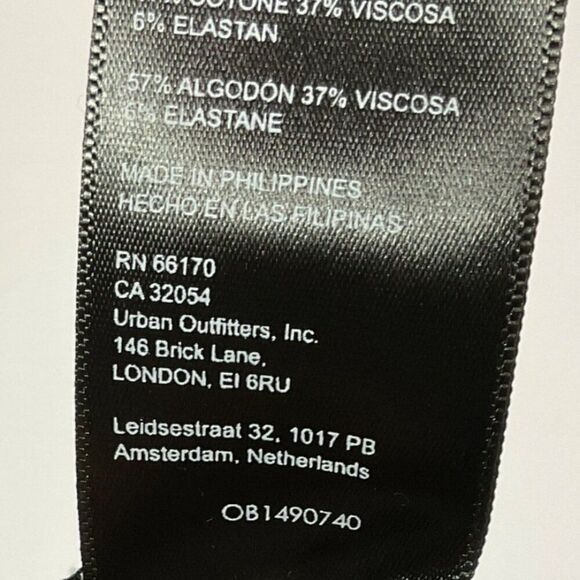 COTONE 37% VISCOSA
6% ELASTAN
57% ALGODÓN 37% VISCOSA
6% ELASTANE
MADE IN PHILIPPINES
HECHO EN LAS FILIPINAS
RN 66170
CA 32054
Urban Outfitters, Inc.
146 Brick Lane,
LONDON, EI 6RU
Leidsestraat 32, 1017 PB
Amsterdam, Netherlands
OB1490740